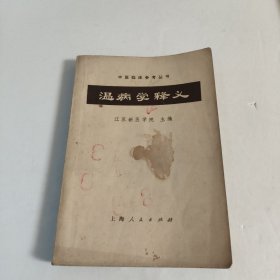 中医临床参考丛书
温病学释义
江苏新医学院 主编
上海人民出版社